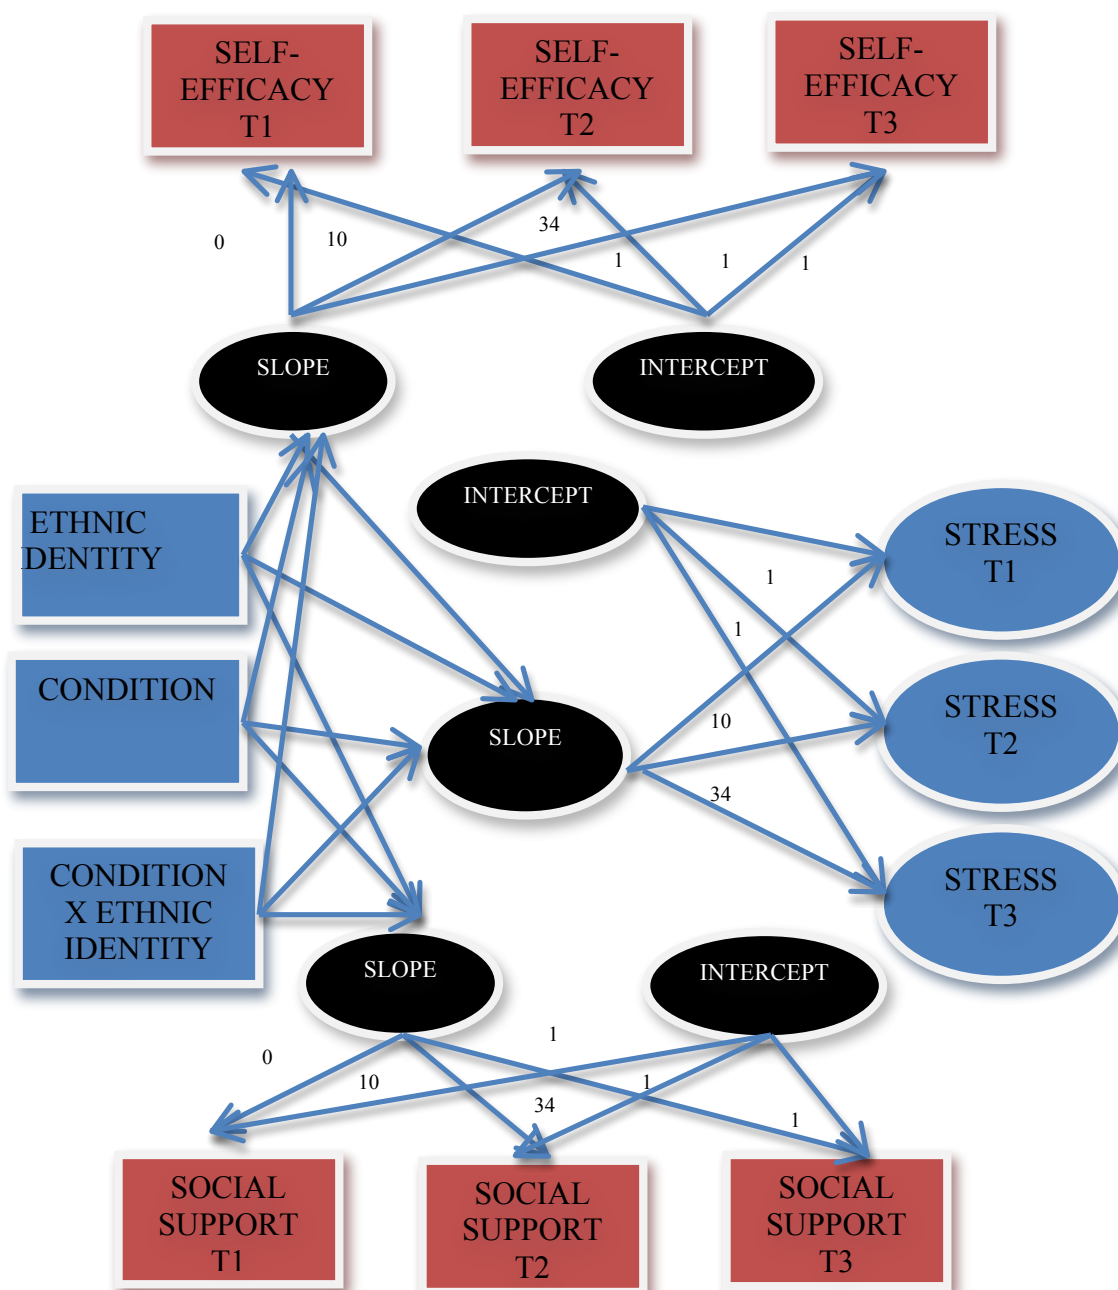 SELF-
EFFICACY
T1
SELF-
EFFICACY
T2
SELF-
EFFICACY
T3
0
10
34
1
1
1
SLOPE
INTERCEPT
INTERCEPT
ETHNIC
IDENTITY
STRESS
T1
1
1
CONDITION
SLOPE
10
34
STRESS
T2
CONDITION
X ETHNIC
IDENTITY
STRESS
T3
SLOPE
INTERCEPT
0
10
34
1
1
1
SOCIAL
SUPPORT
T1
SOCIAL
SUPPORT
T2
SOCIAL
SUPPORT
T3